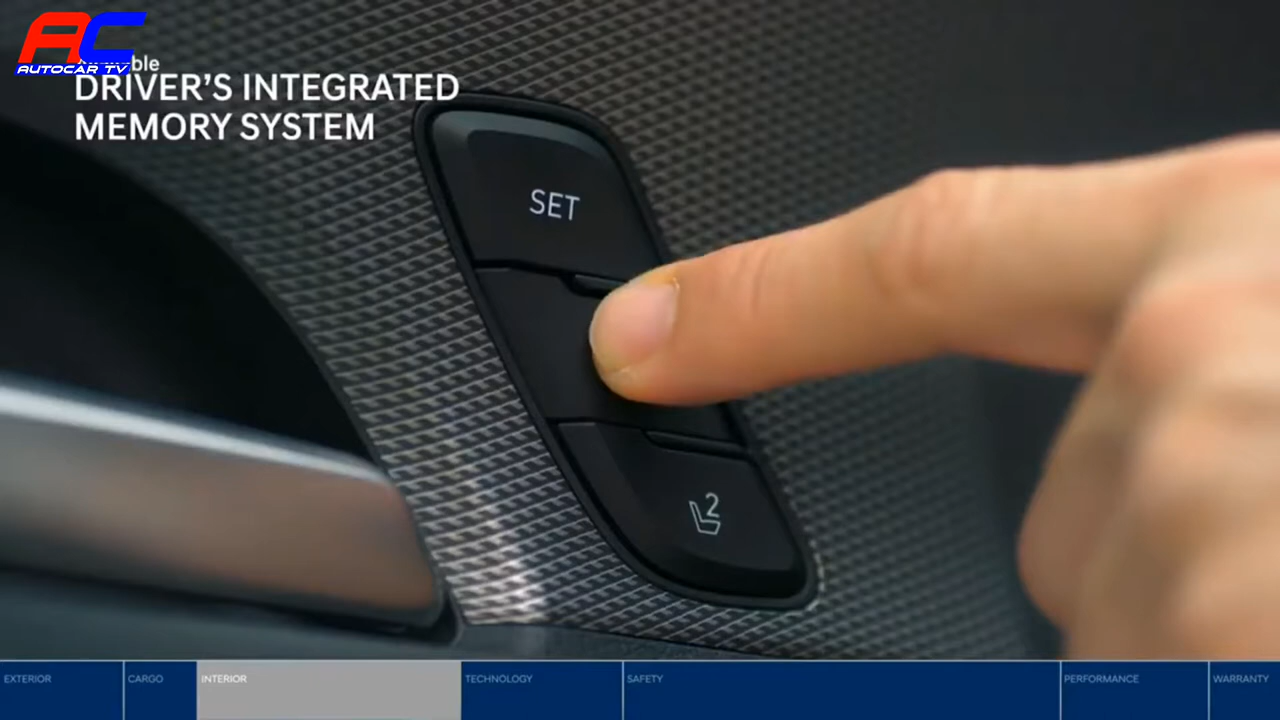 AC
AUTOCAR TV
DRIVER'S INTEGRATED
MEMORY SYSTEM
SET
2
EXTERIOR
CARGO
INTERIOR
TECHNOLOGY
SAFETY
PERFORMANCE
WARRANTY